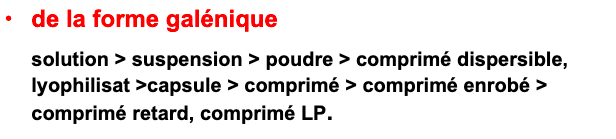 • de la forme galénique
solution > suspension > poudre > comprimé dispersible,
lyophilisat >capsule > comprimé > comprimé enrobé >
comprimé retard, comprimé LP.